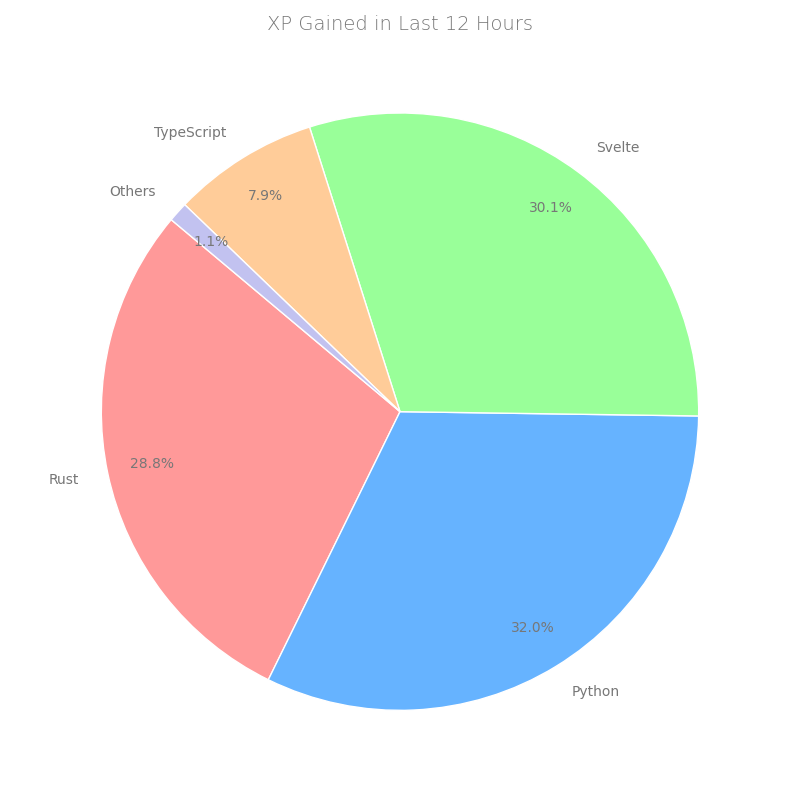 XP Gained in Last 12 Hours
TypeScript
Svelte
Others
7.9%
30.1%
1.1%
28.8%
Rust
32.0%
Python